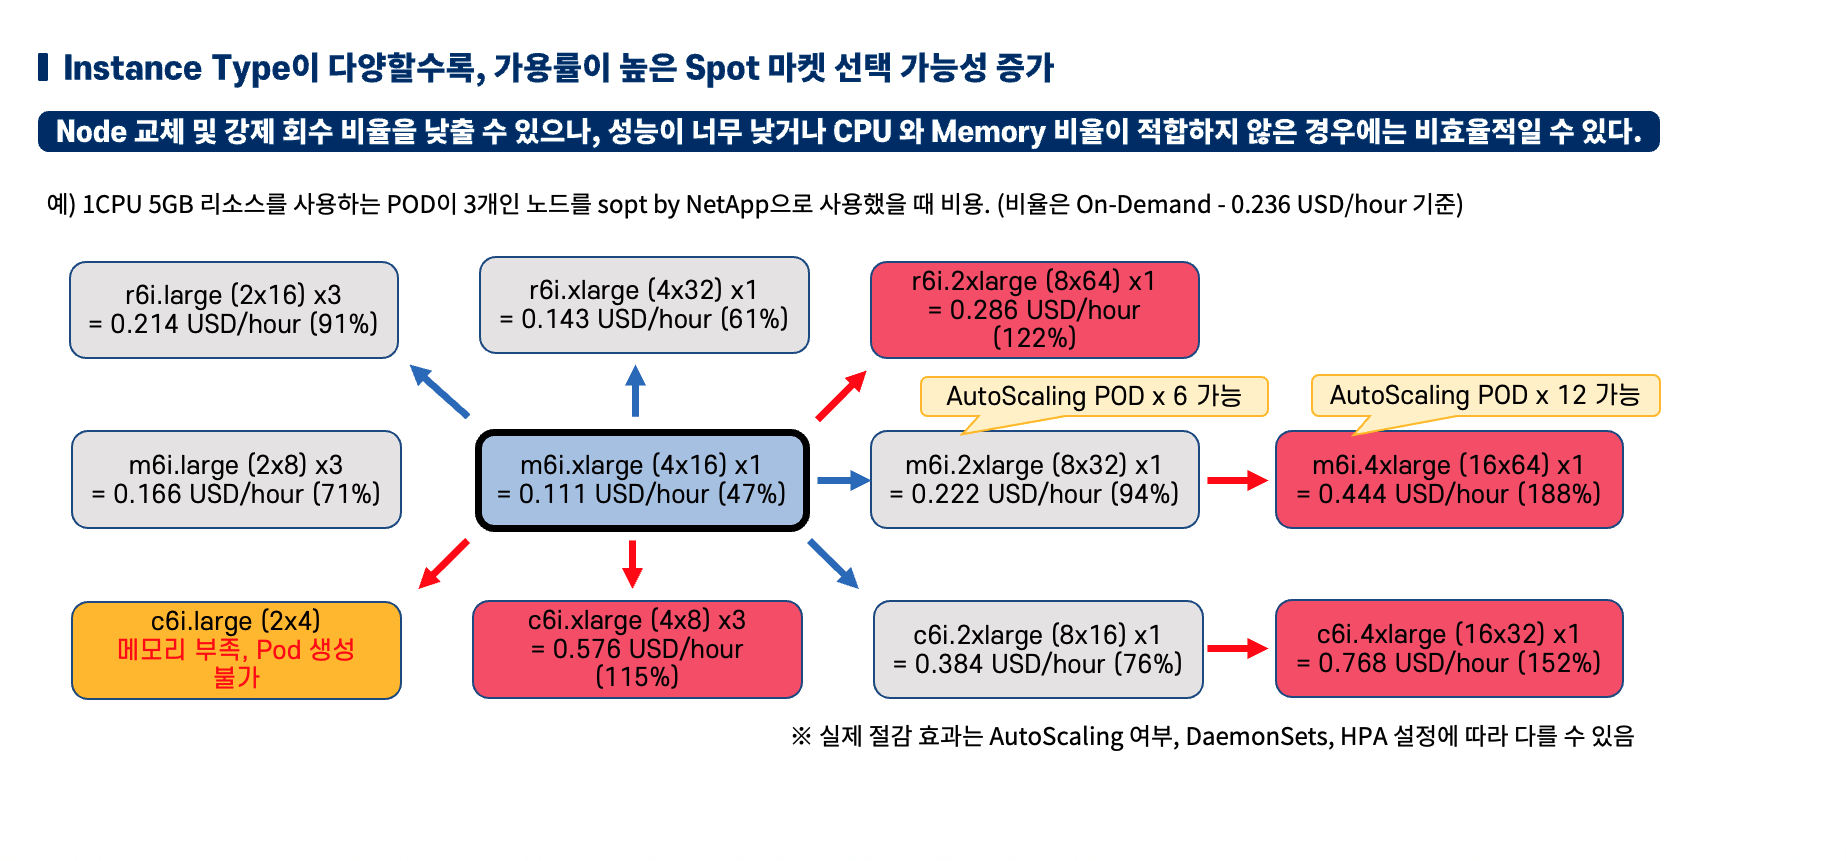 Instance Type이 다양할수록, 가용률이 높은 Spot 마켓 선택 가능성 증가
Node 교체 및 강제 회수 비율을 낮출 수 있으나, 성능이 너무 낮거나 CPU 와 Memory 비율이 적합하지 않은 경우에는 비효율적일 수 있다.
예) 1CPU 5GB 리소스를 사용하는 POD이 3개인 노드를 sopt by NetApp으로 사용했을 때 비용. (비율은 On-Demand - 0.236 USD/hour 기준)
r6i.large (2x16) x3
= 0.214 USD/hour (91%)
r6i.xlarge (4x32) x1
= 0.143 USD/hour (61%)
r6i.2xlarge (8x64) x1
= 0.286 USD/hour
(122%)
AutoScaling POD x 6 가능
AutoScaling POD x 12 가능
m6i.large (2x8) x3
= 0.166 USD/hour (71%)
m6i.xlarge (4x16) x1
= 0.111 USD/hour (47%)
m6i.2xlarge (8x32) x1
= 0.222 USD/hour (94%)
m6i.4xlarge (16x64) x1
= 0.444 USD/hour (188%)
c6i.large (2x4)
메모리 부족, Pod 생성
불가
c6i.xlarge (4x8) x3
= 0.576 USD/hour
(115%)
c6i.2xlarge (8x16) x1
= 0.384 USD/hour (76%)
c6i.4xlarge (16x32) x1
= 0.768 USD/hour (152%)
※ 실제 절감 효과는 AutoScaling 여부, DaemonSets, HPA 설정에 따라 다를 수 있음